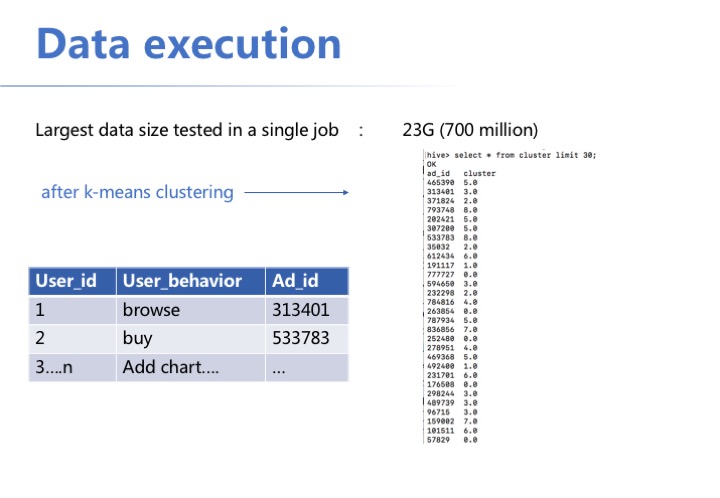 Data execution
Largest data size tested in a single job : 23G (700 million)
after k-means clustering
hive> select * from cluster limit 30;
OK
ad_id cluster
465390 5.0
313401 3.0
371824 2.0
793748 8.0
202421 5.0
307280 5.0
533783 8.0
35032 2.0
612434 6.0
191117 1.0
777727 0.0
594650 3.0
232298 2.0
784816 4.0
263854 0.0
787934 5.0
836856 7.0
252480 0.0
278951 4.0
469368 5.0
492400 1.0
231701 6.0
176508 0.0
298244 3.0
489739 3.0
96715 3.0
159002 7.0
101511 6.0
57829 0.0
User_id User_behavior Ad_id
1 browse 313401
2 buy 533783
3....n Add chart.... ...